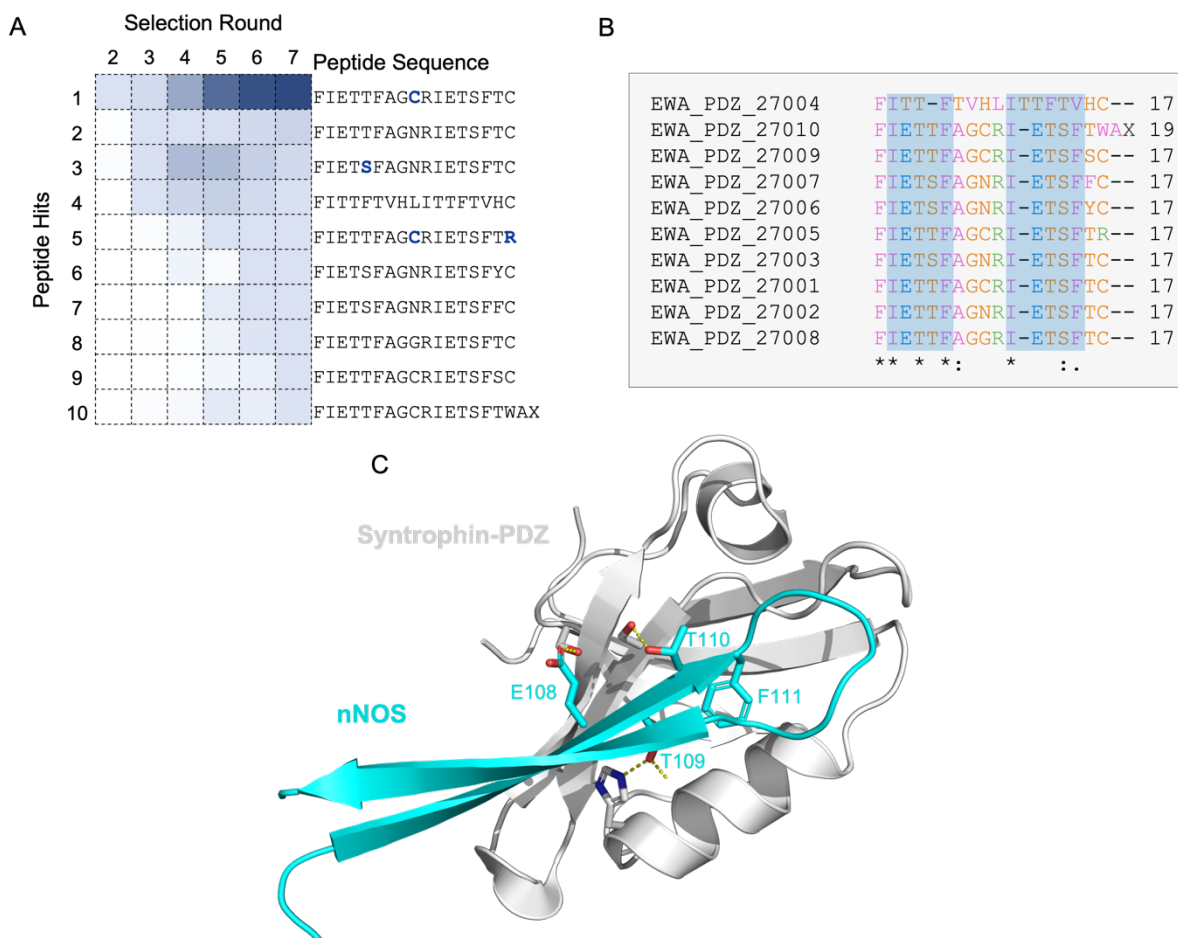 A
Selection Round
2 3 4 5 6 7 Peptide Sequence
Peptide Hits
1 FIETTFAGCRIETSFTC
2 FIETTFAGNRIETSFTC
3 FIETSFAGNRIETSFTC
4 FITTFTVHLITTFTVHC
5 FIETTFAGCRIETSFTR
6 FIETSFAGNRIETSFYC
7 FIETSFAGNRIETSFFC
8 FIETTFAGGRIETSFTC
9 FIETTFAGCRIETSFSC
10 FIETTFAGCRIETSFTWAX
B
EWA_PDZ_27004 FITT-FTVHLITTFTVHC-- 17
EWA_PDZ_27010 FIETTFAGCRI-ETSFTWAX 19
EWA_PDZ_27009 FIETTFAGCRI-ETSFSC-- 17
EWA_PDZ_27007 FIETSFAGNRI-ETSFFC-- 17
EWA_PDZ_27006 FIETSFAGNRI-ETSFYC-- 17
EWA_PDZ_27005 FIETTFAGCRI-ETSFTR-- 17
EWA_PDZ_27003 FIETSFAGNRI-ETSFTC-- 17
EWA_PDZ_27001 FIETTFAGCRI-ETSFTC-- 17
EWA_PDZ_27002 FIETTFAGNRI-ETSFTC-- 17
EWA_PDZ_27008 FIETTFAGGRI-ETSFTC-- 17
** * *: * :.
C
Syntrophin-PDZ
T110
E108
F111
nNOS
T109